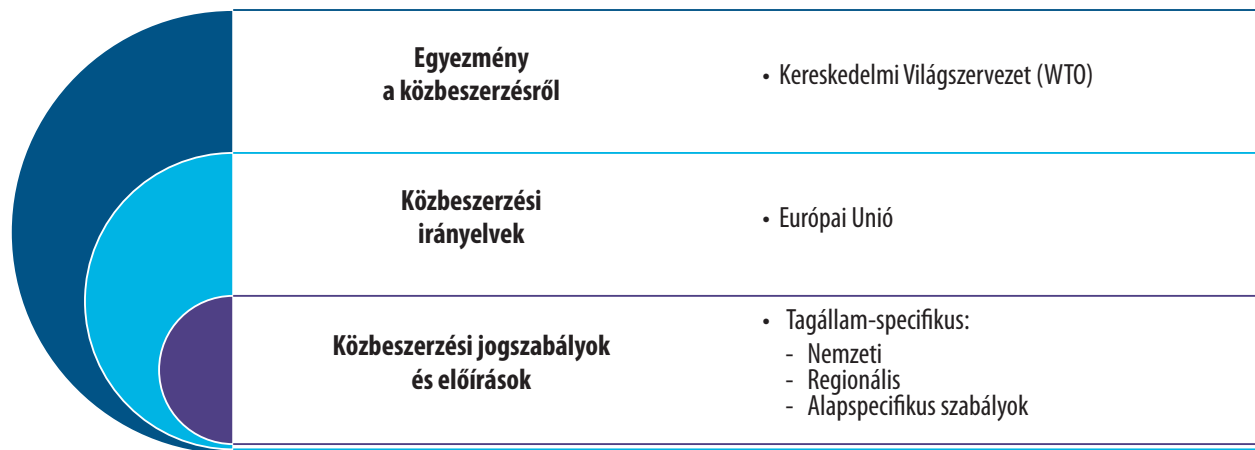 Egyezmény
a közbeszerzésről
• Kereskedelmi Világszervezet (WTO)
Közbeszerzési
irányelvek
• Európai Unió
Közbeszerzési jogszabályok
és előírások
• Tagállam-specifikus:
- Nemzeti
- Regionális
- Alapspecifikus szabályok